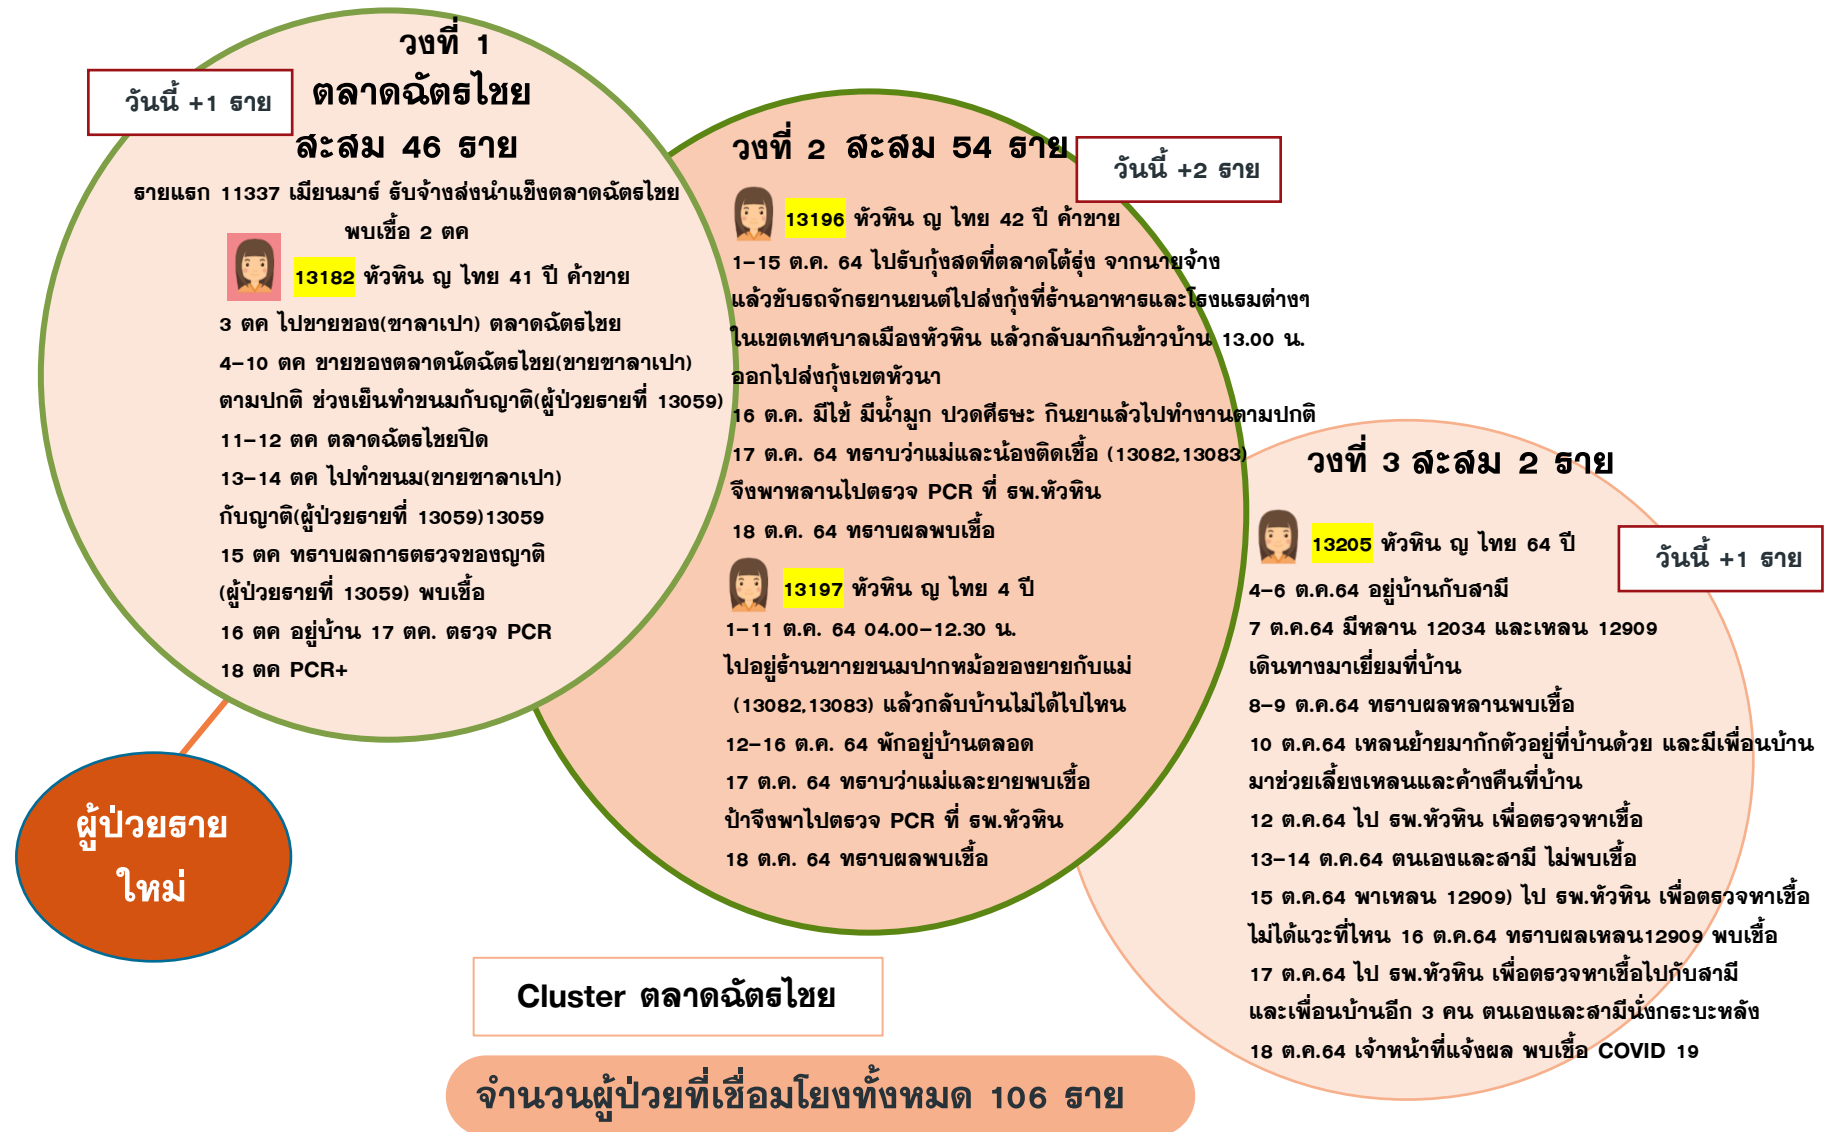 วงที่ 1
ตลาดฉัตรไชย
สะสม 46 ราย
วันนี้ +1 ราย
รายแรก 11337 เมียนมาร์ รับจ้างส่งนำแข็งตลาดฉัตรไชย
พบเชื้อ 2 ตค
13182 หัวหิน ญ ไทย 41 ปี ค้าขาย
3 ตค ไปขายของ(ซาลาเปา) ตลาดฉัตรไชย
4-10 ตค ขายของตลาดนัดฉัตรไชย(ขายซาลาเปา)
ตามปกติ ช่วงเย็นทำขนมกับญาติ(ผู้ป่วยรายที่ 13059)
11-12 ตค ตลาดฉัตรไชยปิด
13-14 ตค ไปทำขนม(ขายซาลาเปา)
กับญาติ(ผู้ป่วยรายที่ 13059)13059
15 ตค ทราบผลการตรวจของญาติ
(ผู้ป่วยรายที่ 13059) พบเชื้อ
16 ตค อยู่บ้าน 17 ตค. ตรวจ PCR
18 ตค PCR+
ผู้ป่วยราย
ใหม่
วงที่ 2 สะสม 54 ราย
วันนี้ +2 ราย
13196 หัวหิน ญ ไทย 42 ปี ค้าขาย
1-15 ต.ค. 64 ไปรับกุ้งสดที่ตลาดโต้รุ่ง จากนายจ้าง
แล้วขับรถจักรยานยนต์ไปส่งกุ้งที่ร้านอาหารและโรงแรมต่างๆ
ในเขตเทศบาลเมืองหัวหิน แล้วกลับมากินข้าวบ้าน 13.00 น.
ออกไปส่งกุ้งเขตหัวนา
16 ต.ค. มีไข้ มีน้ำมูก ปวดศีรษะ กินยาแล้วไปทำงานตามปกติ
17 ต.ค. 64 ทราบว่าแม่และน้องติดเชื้อ (13082,13083)
จึงพาหลานไปตรวจ PCR ที่ รพ.หัวหิน
18 ต.ค. 64 ทราบผลพบเชื้อ
13197 หัวหิน ญ ไทย 4 ปี
1-11 ต.ค. 64 04.00-12.30 น.
ไปอยู่ร้านขาายขนมปากหม้อของยายกับแม่
(13082,13083) แล้วกลับบ้านไม่ได้ไปไหน
12-16 ต.ค. 64 พักอยู่บ้านตลอด
17 ต.ค. 64 ทราบว่าแม่และยายพบเชื้อ
ป้าจึงพาไปตรวจ PCR ที่ รพ.หัวหิน
18 ต.ค. 64 ทราบผลพบเชื้อ
วงที่ 3 สะสม 2 ราย
วันนี้ +1 ราย
13205 หัวหิน ญ ไทย 64 ปี
4-6 ต.ค.64 อยู่บ้านกับสามี
7 ต.ค.64 มีหลาน 12034 และเหลน 12909
เดินทางมาเยี่ยมที่บ้าน
8-9 ต.ค.64 ทราบผลหลานพบเชื้อ
10 ต.ค.64 เหลนย้ายมากักตัวอยู่ที่บ้านด้วย และมีเพื่อนบ้าน
มาช่วยเลี้ยงเหลนและค้างคืนที่บ้าน
12 ต.ค.64 ไป รพ.หัวหิน เพื่อตรวจหาเชื้อ
13-14 ต.ค.64 ตนเองและสามี ไม่พบเชื้อ
15 ต.ค.64 พาเหลน 12909) ไป รพ.หัวหิน เพื่อตรวจหาเชื้อ
ไม่ได้แวะที่ไหน 16 ต.ค.64 ทราบผลเหลน12909 พบเชื้อ
17 ต.ค.64 ไป รพ.หัวหิน เพื่อตรวจหาเชื้อไปกับสามี
และเพื่อนบ้านอีก 3 คน ตนเองและสามีนั่งกระบะหลัง
18 ต.ค.64 เจ้าหน้าที่แจ้งผล พบเชื้อ COVID 19
Cluster ตลาดฉัตรไชย
จำนวนผู้ป่วยที่เชื่อมโยงทั้งหมด 106 ราย